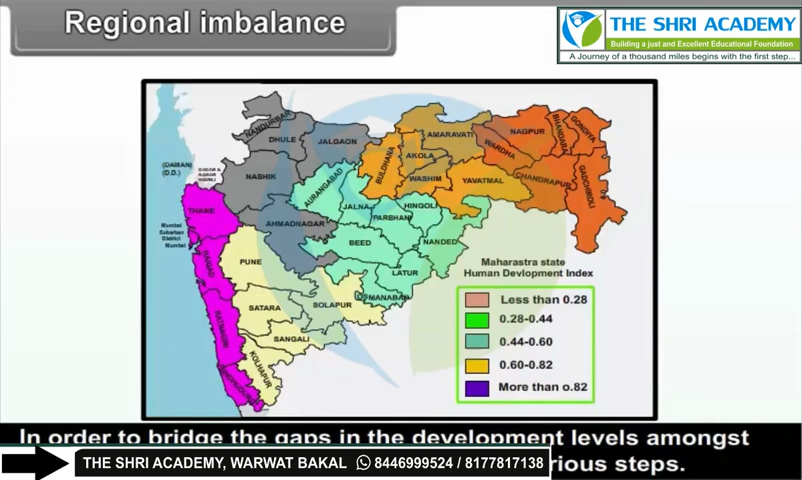 Regional imbalance
THE SHRI ACADEMY
Building a just and Excellent Educational Foundation
A Journey of a thousand miles begins with the first step...
NANDURBAR
DHULE
JALGAON
NASHIK
BULDHANA
AKOLA
AMARAVATI
WASHIM
WARDHA
NAGPUR
BHANDARA
GONDIYA
YAVATMAL
CHANDRAPUR
GADCHIROLI
(DAMAN)
(D.D.)
DADAR &
NAGAR
HAVELI
AURANGABAD
JALNA
HINGOLI
PARBHANI
NANDED
THANE
Mumbai
Suburban
District
Mumbai
AHMADNAGAR
BEED
LATUR
OSMANABAD
RAIGAD
PUNE
SATARA
SOLAPUR
SANGALI
RATNAGIRI
KOLHAPUR
Maharastra state
Human Devlopment Index
Less than 0.28
0.28-0.44
0.44-0.60
0.60-0.82
More than o.82
In order to bridge the gaps in the development levels amongst
rious steps.
THE SHRI ACADEMY, WARWAT BAKAL 8446999524 / 8177817138